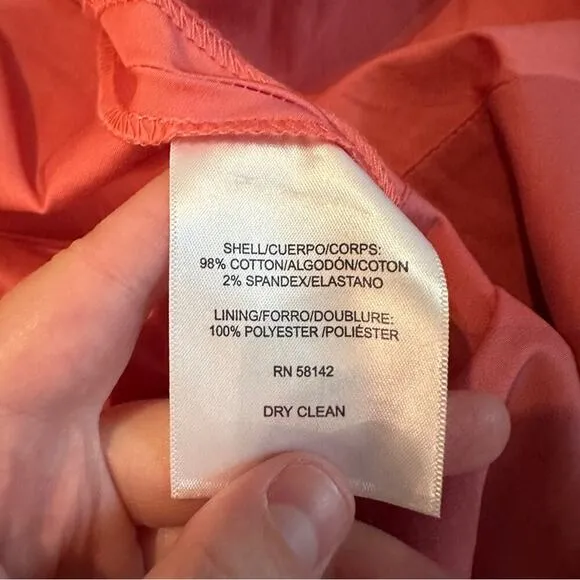 SHELL/CUERPO/CORPS:
98% COTTON/ALGODÓN/COTON
2% SPANDEX/ELASTANO
LINING/FORRO/DOUBLURE:
100% POLYESTER /POLIÉSTER
RN 58142
DRY CLEAN